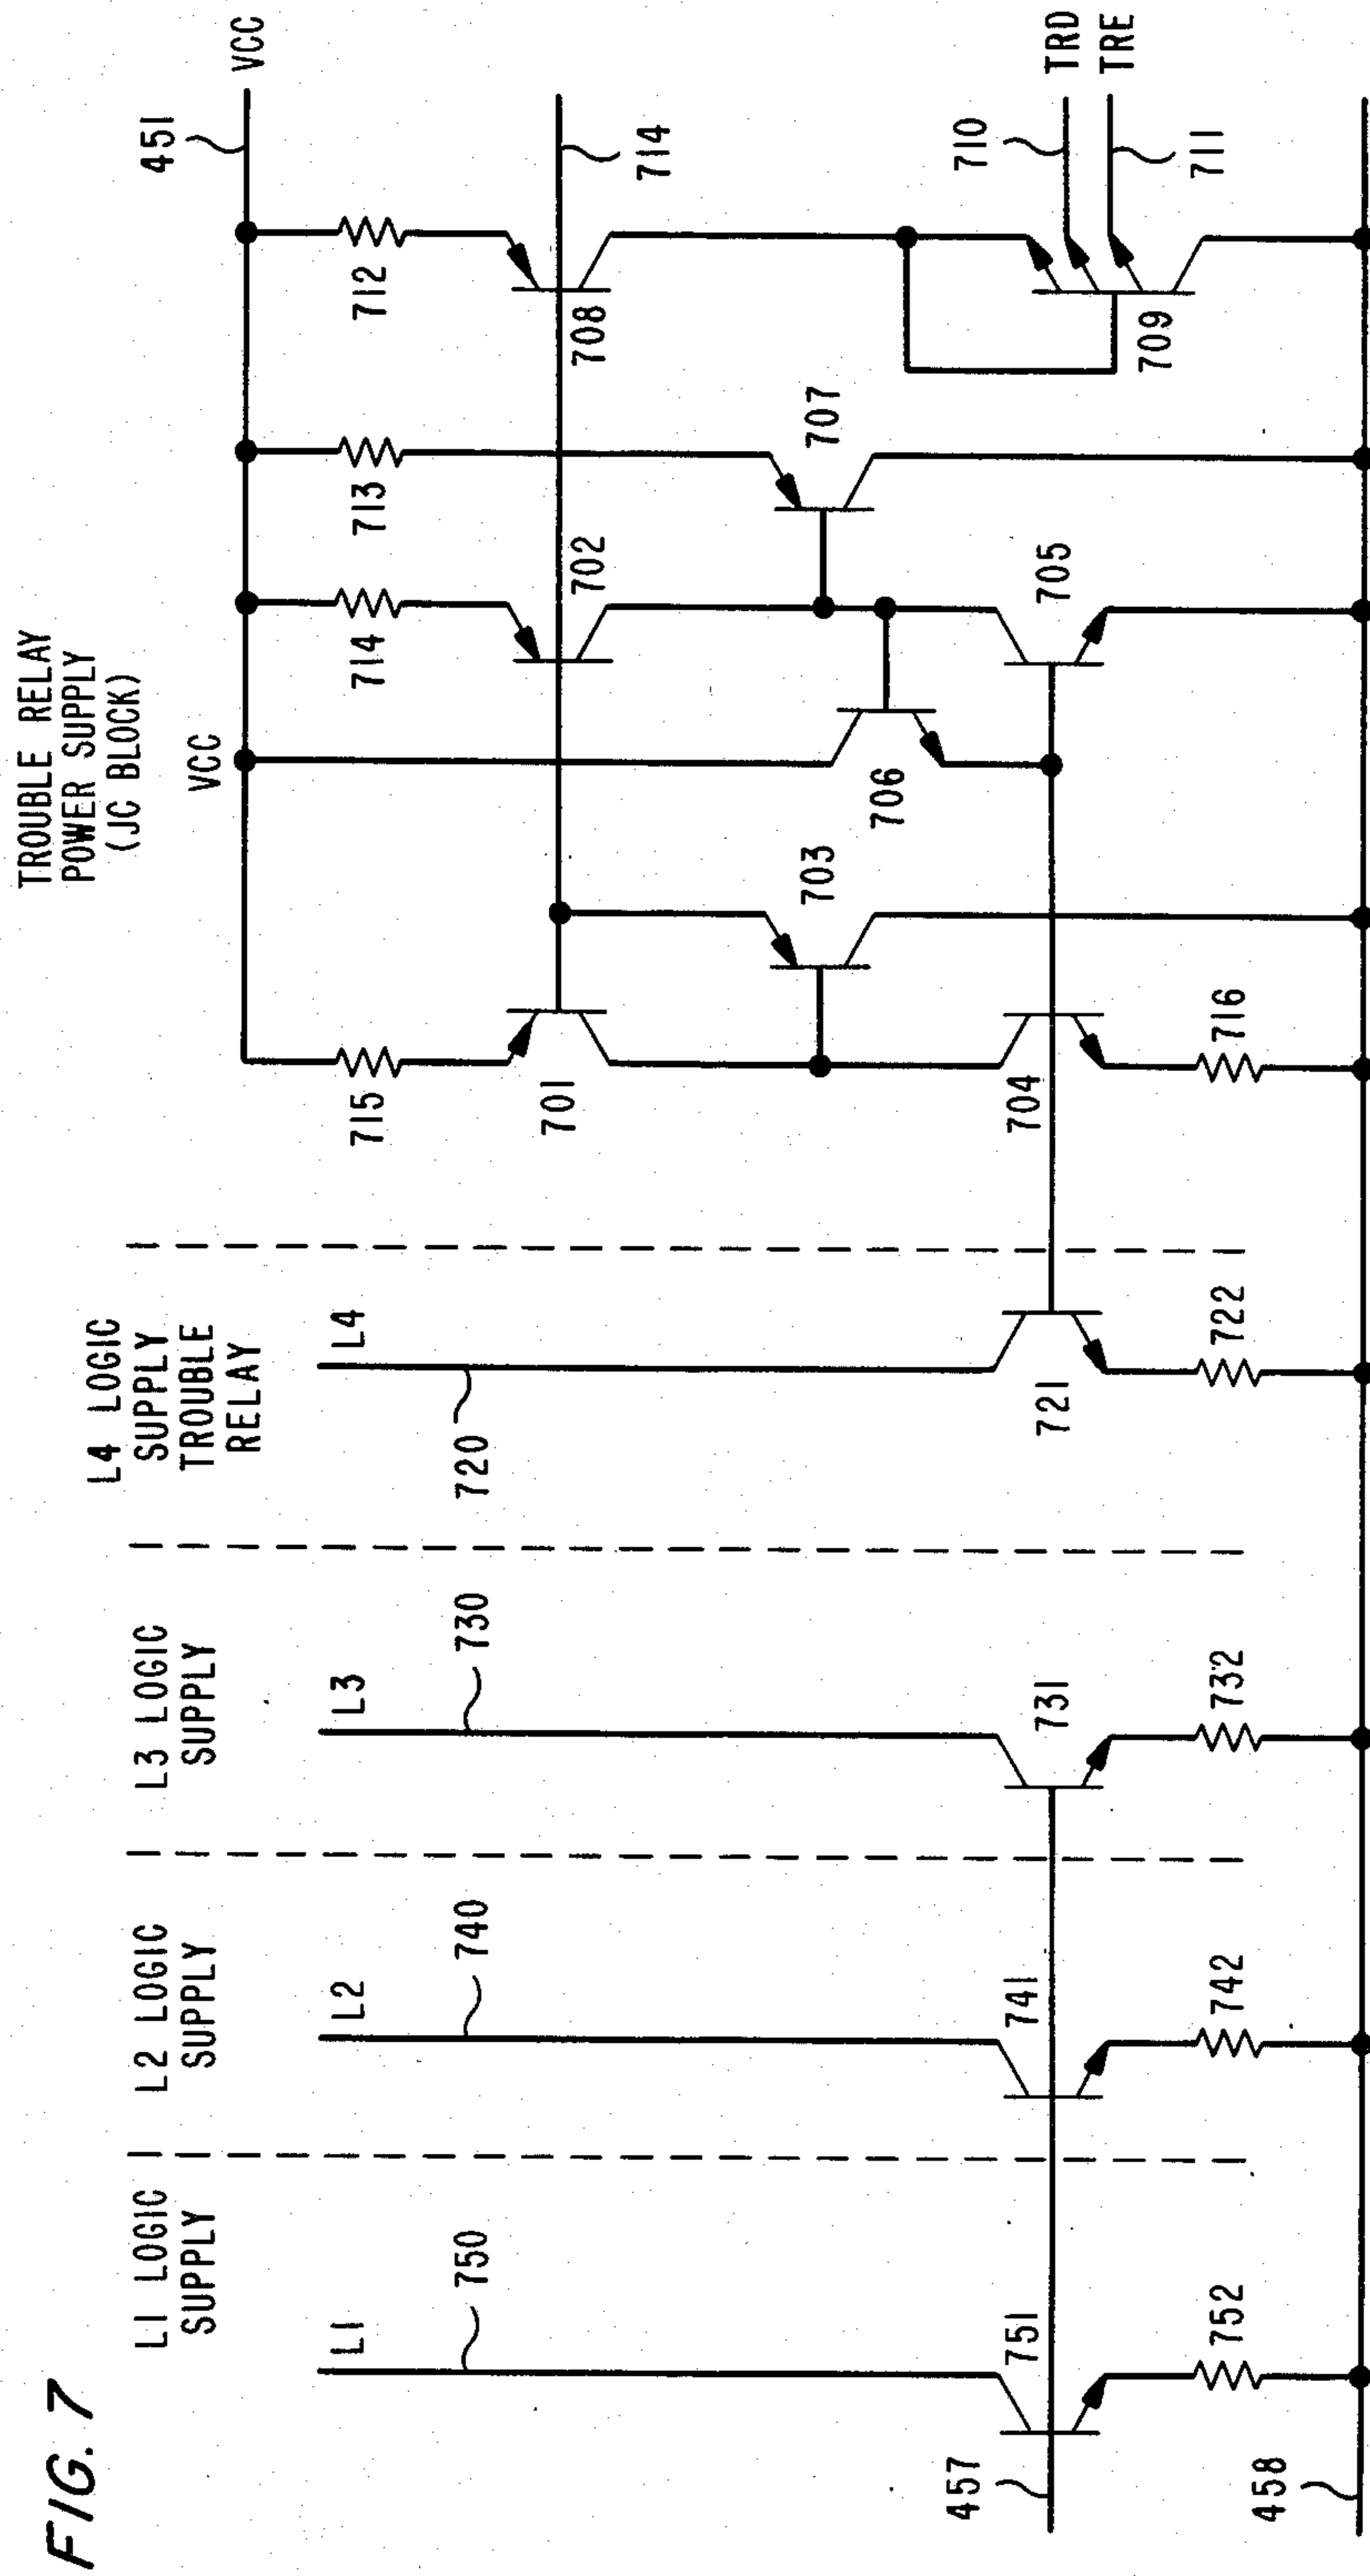 FIG. 7
L1 LOGIC
SUPPLY
L2 LOGIC
SUPPLY
L3 LOGIC
SUPPLY
L4 LOGIC
SUPPLY
TROUBLE
RELAY
TROUBLE RELAY
POWER SUPPLY
(JC BLOCK)
L1
750
L2
740
L3
730
L4
720
VCC
VCC
451
715
714
713
712
701
702
708
714
703
707
706
709
710
TRD
711
TRE
457
751
741
731
721
704
705
458
752
742
732
722
716